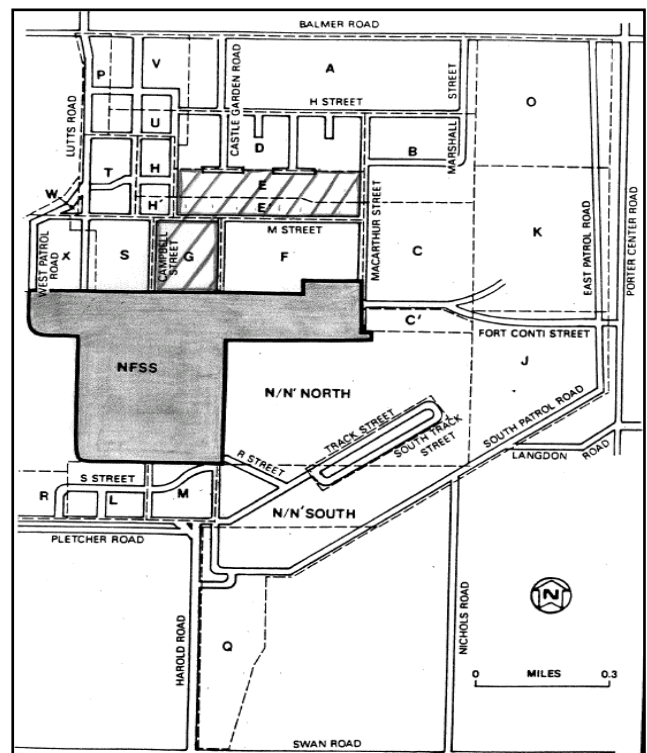 BALMER ROAD
P
V
LUTTS ROAD
CASTLE GARDEN ROAD
A
STREET
H STREET
O
U
D
MARSHALL
B
T
H
E
W
H'
E'
MACARTHUR STREET
M STREET
K
EAST PATROL ROAD
PORTER CENTER ROAD
WEST PATROL
ROAD
X
S
CAMPBELL
STREET
G
F
C
C'
FORT CONTI STREET
NFSS
J
N/N' NORTH
TRACK STREET
SOUTH TRACK
STREET
SOUTH PATROL ROAD
R STREET
LANGDON ROAD
S STREET
R
L
M
N/N' SOUTH
PLETCHER ROAD
HAROLD ROAD
Q
NICHOLS ROAD
N
0 MILES 0.3
SWAN ROAD